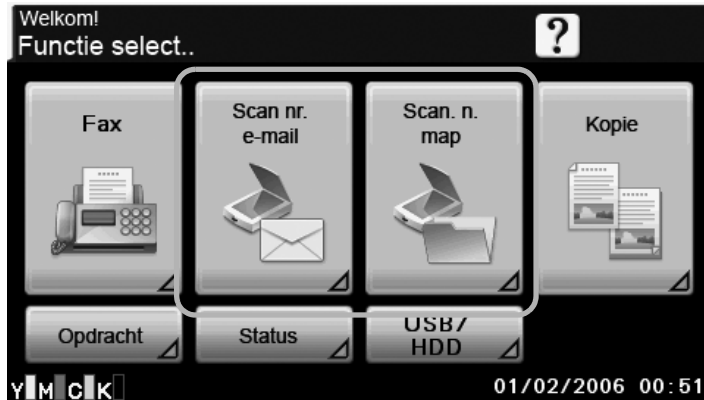 Welkom!
Functie select..
?
Fax
Scan nr.
e-mail
Scan. n.
map
Kopie
Opdracht
Status
USB/
HDD
Y M C K
01/02/2006 00:51